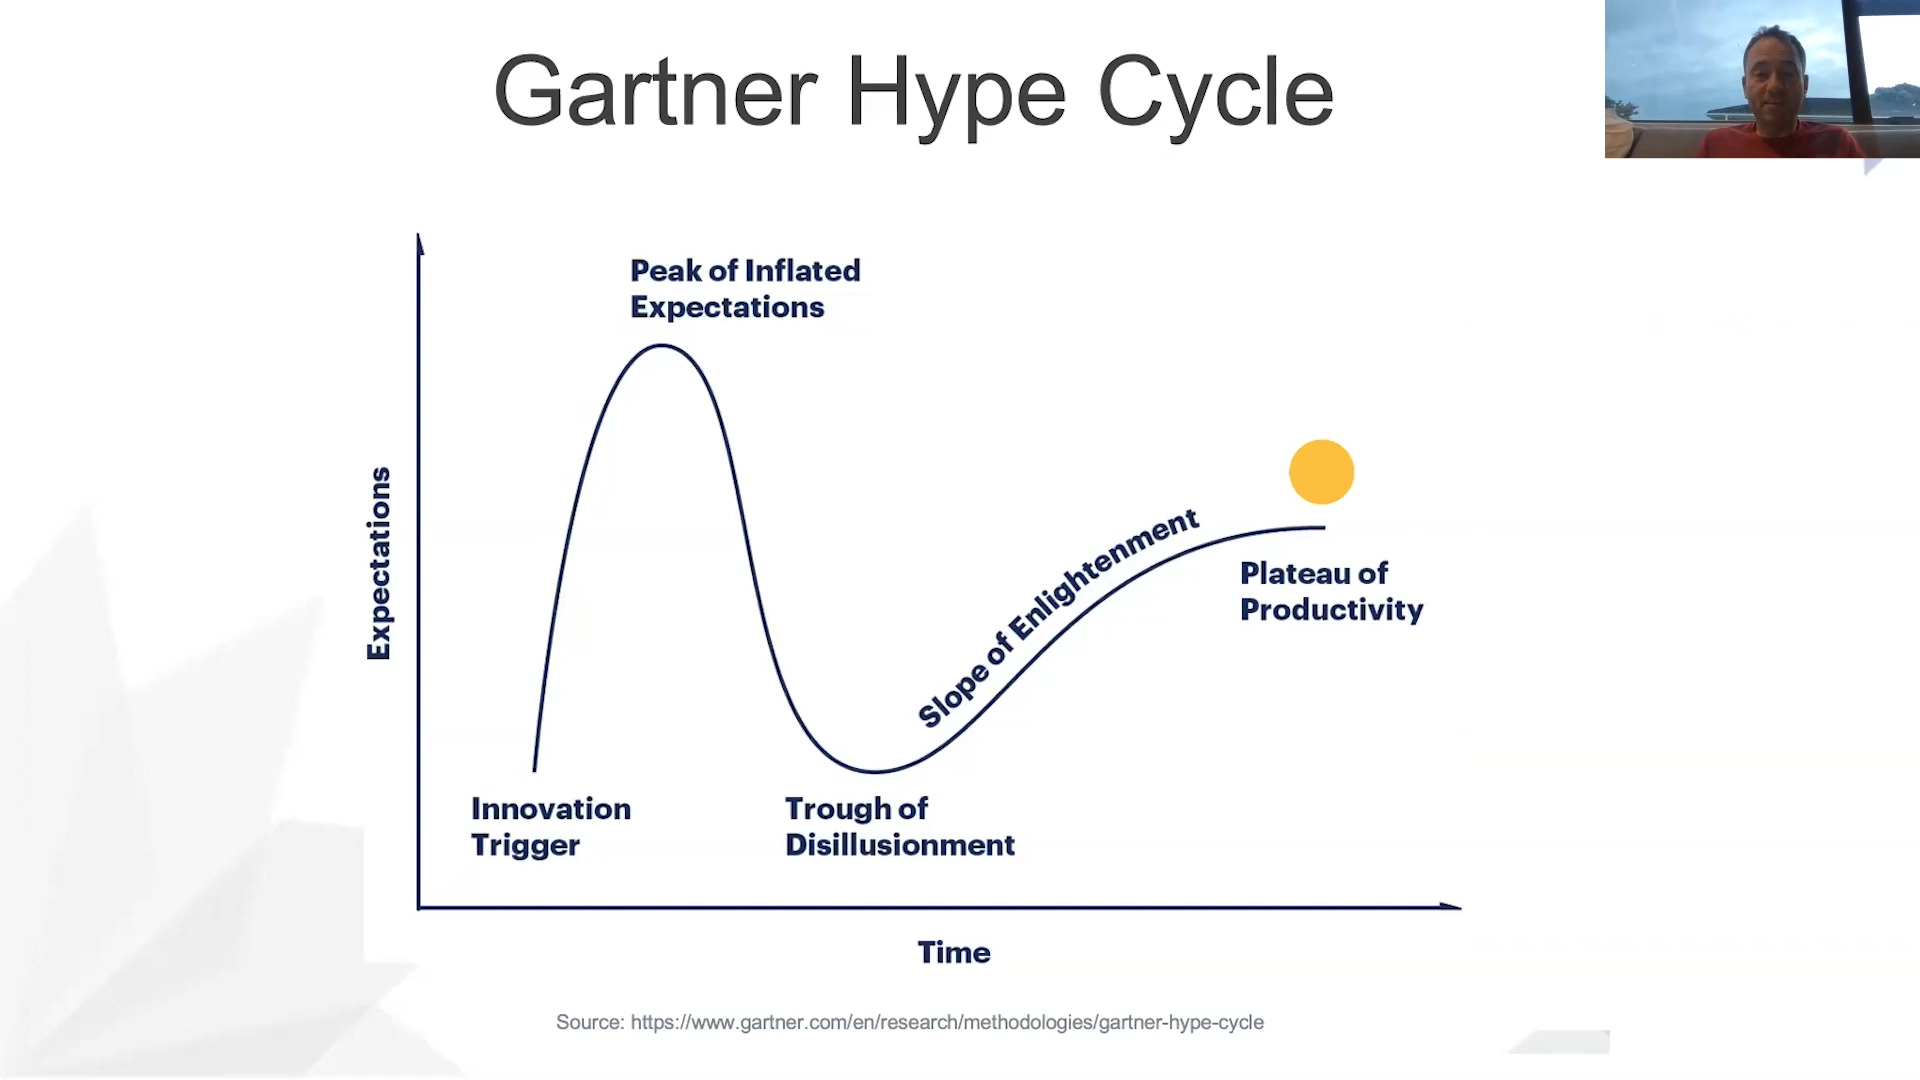 Gartner Hype Cycle
Peak of Inflated
Expectations
Expectations
Slope of Enlightenment
Plateau of
Productivity
Innovation
Trigger
Trough of
Disillusionment
Time
Source: https://www.gartner.com/en/research/methodologies/gartner-hype-cycle